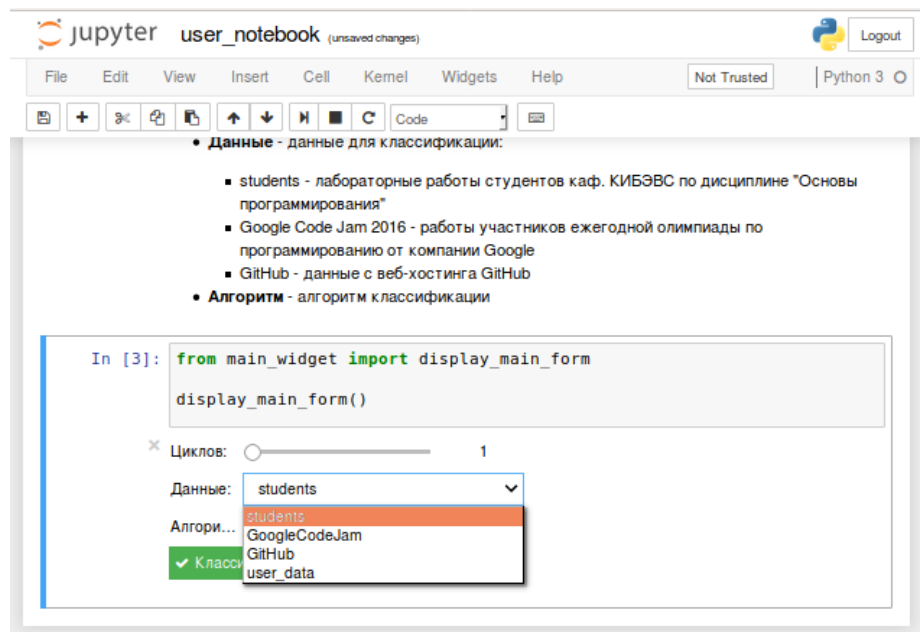 jupyter user_notebook (unsaved changes)
Logout
File Edit View Insert Cell Kernel Widgets Help
Not Trusted
Python 3
Code
• Данные - данные для классификации:
▪ students - лабораторные работы студентов каф. КИБЭВС по дисциплине "Основы
программирования"
▪ Google Code Jam 2016 - работы участников ежегодной олимпиады по
программированию от компании Google
▪ GitHub - данные с веб-хостинга GitHub
• Алгоритм - алгоритм классификации
In [3]: from main_widget import display_main_form
display_main_form()
Циклов: 1
Данные: students
Алгори...
students
GoogleCodeJam
GitHub
user_data
✔ Класси